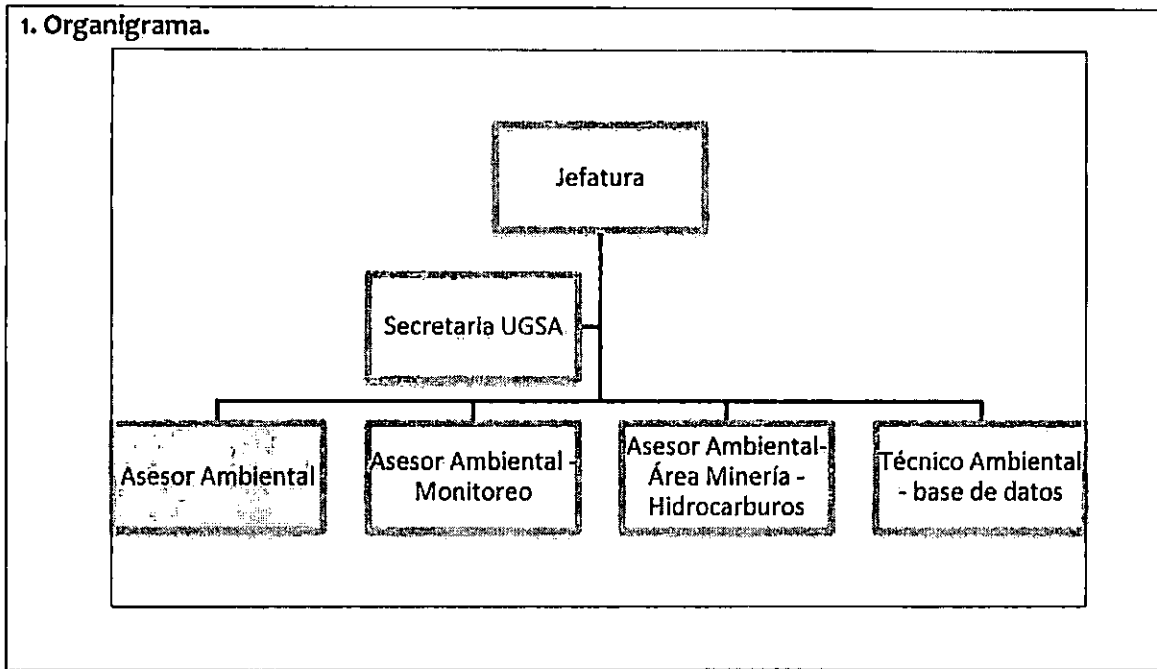 1. Organigrama.
Jefatura
Secretaria UGSA
Asesor Ambiental
Asesor Ambiental -
Monitoreo
Asesor Ambiental-
Área Minería -
Hidrocarburos
Técnico Ambiental
- base de datos